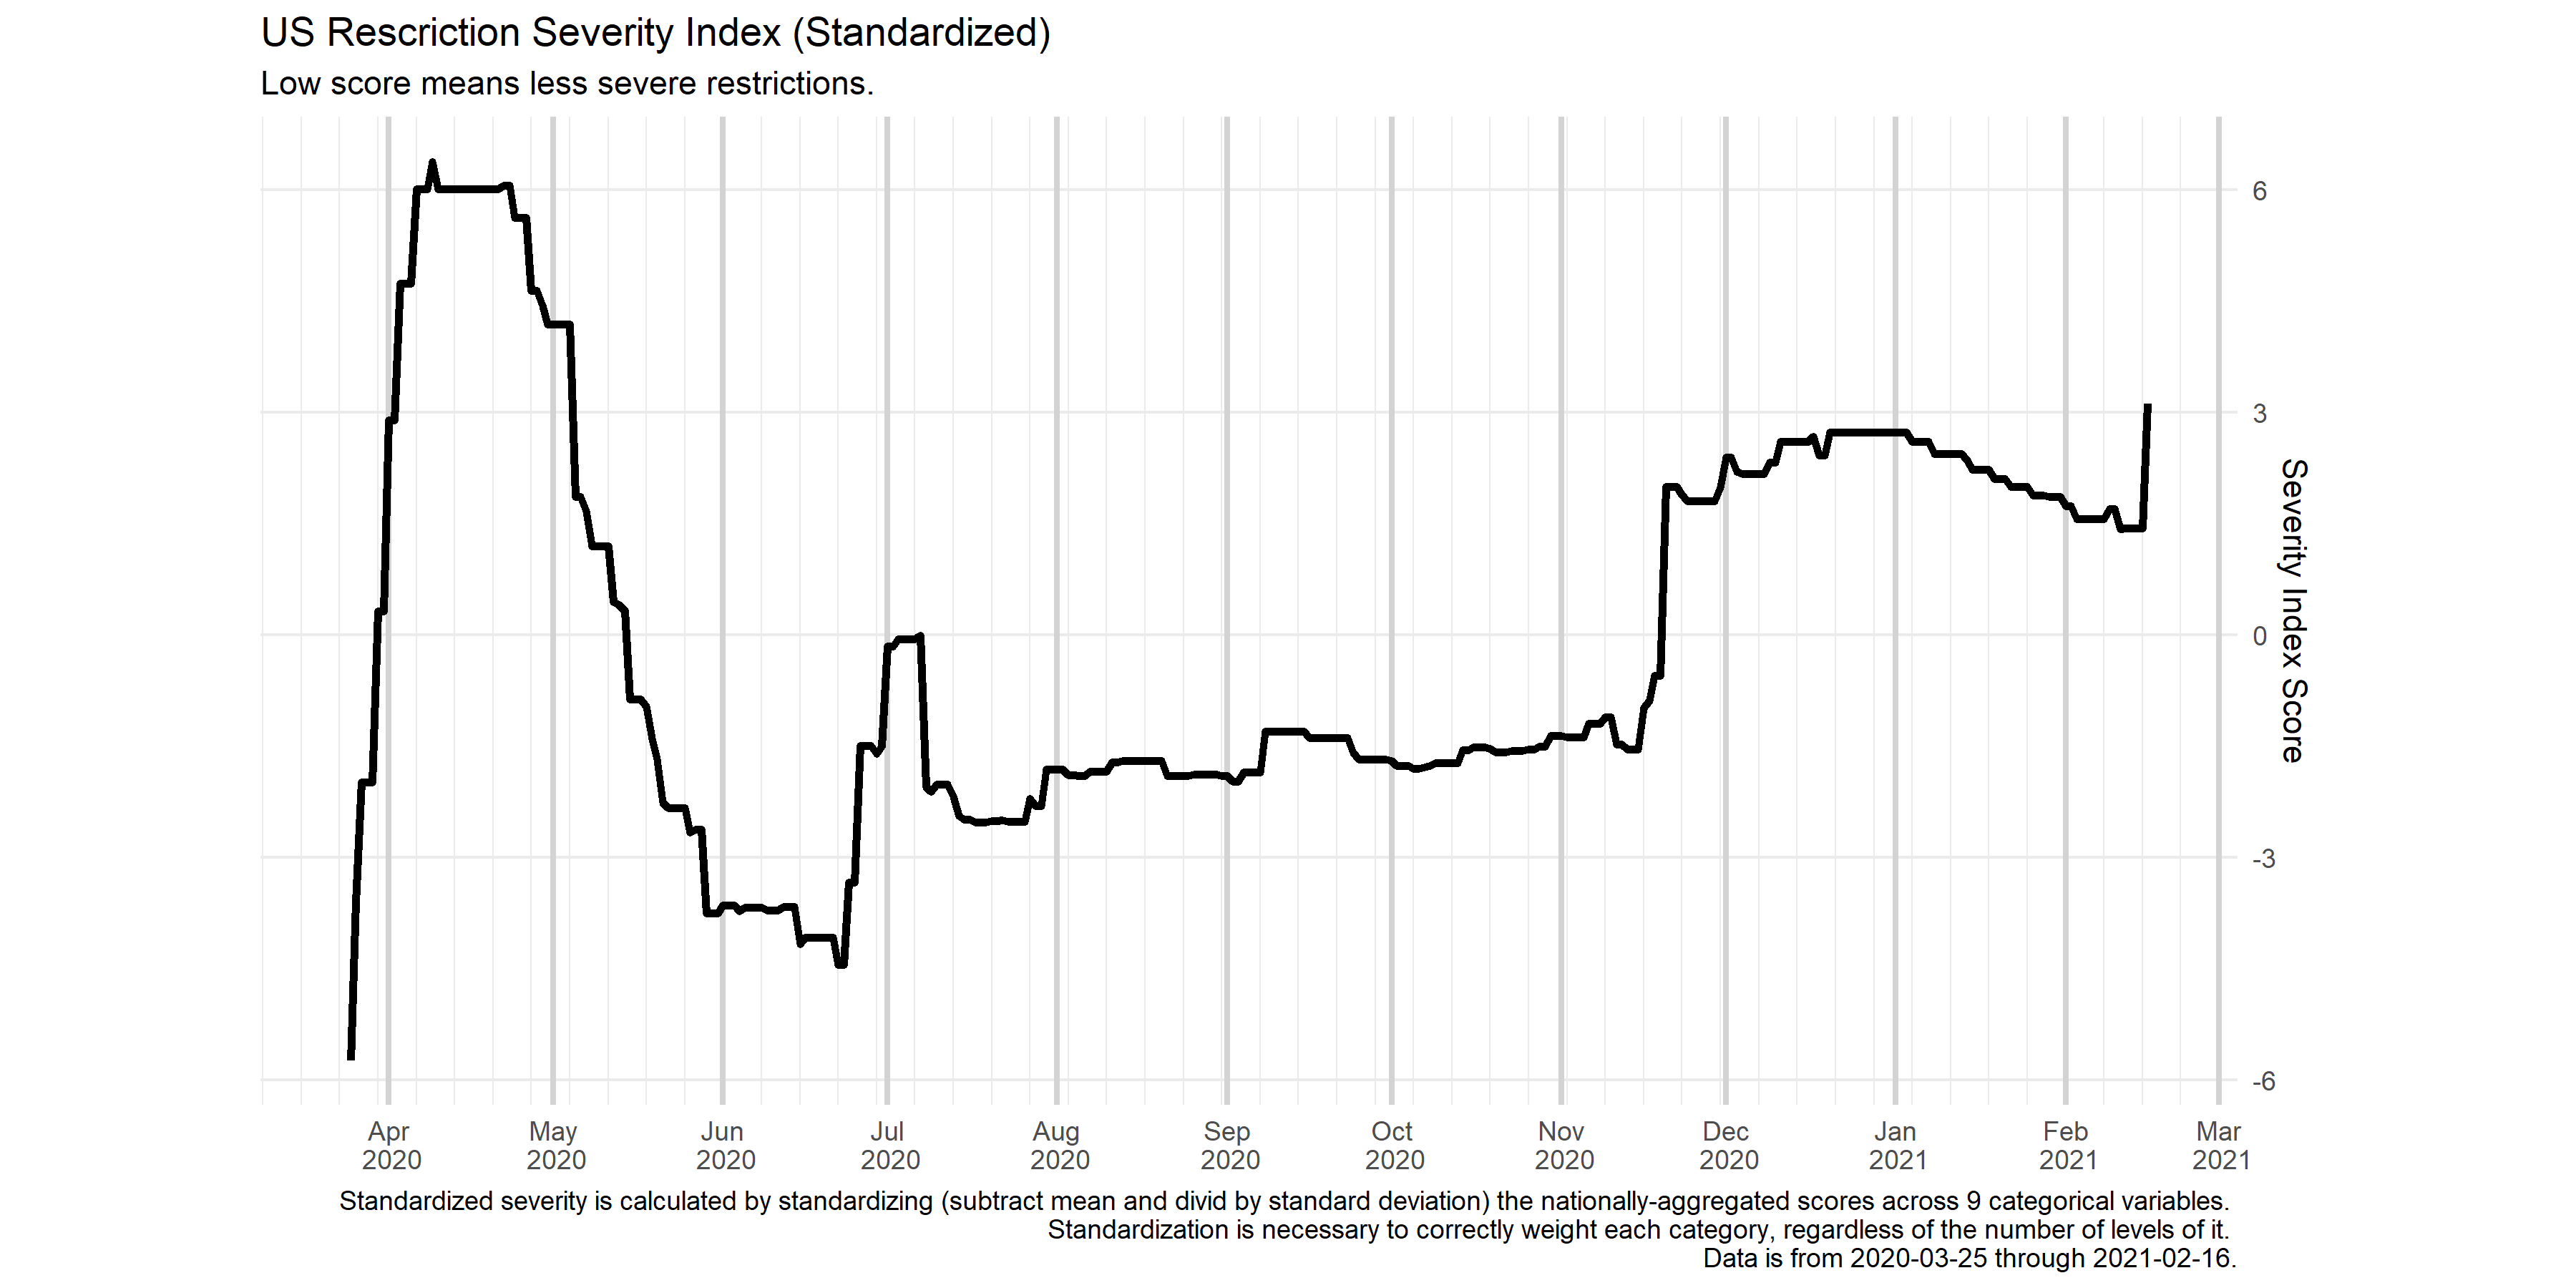 US Rescriction Severity Index (Standardized)
Low score means less severe restrictions.
6
3
0
-3
-6
Severity Index Score
Apr 2020
May 2020
Jun 2020
Jul 2020
Aug 2020
Sep 2020
Oct 2020
Nov 2020
Dec 2020
Jan 2021
Feb 2021
Mar 2021
Standardized severity is calculated by standardizing (subtract mean and divid by standard deviation) the nationally-aggregated scores across 9 categorical variables.
Standardization is necessary to correctly weight each category, regardless of the number of levels of it.
Data is from 2020-03-25 through 2021-02-16.